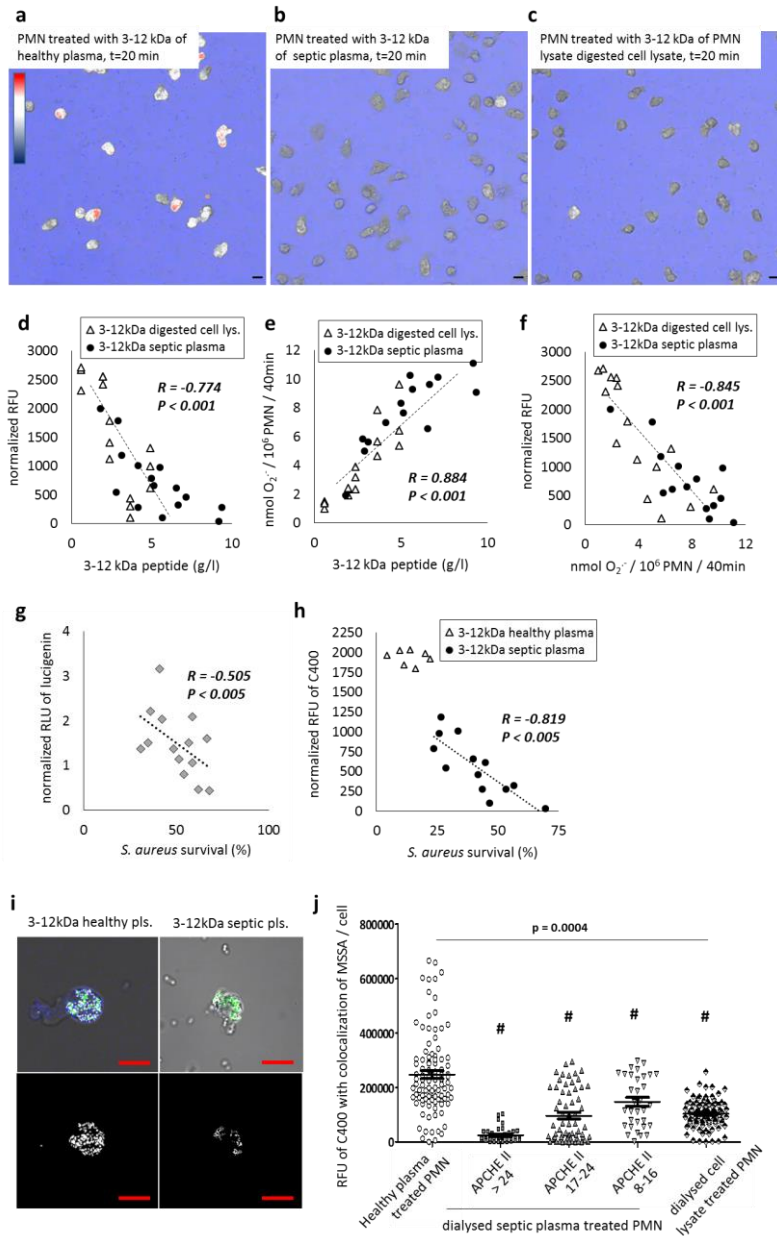 a
PMN treated with 3-12 kDa of
healthy plasma, t=20 min
b
PMN treated with 3-12 kDa
of septic plasma, t=20 min
c
PMN treated with 3-12 kDa of PMN
lysate digested cell lysate, t=20 min
d
△ 3-12kDa digested cell lys.
● 3-12kDa septic plasma
normalized RFU
3000
2500
2000
1500
1000
500
0
R = -0.774
P < 0.001
0 5 10
3-12 kDa peptide (g/l)
e
△ 3-12kDa digested cell lys.
● 3-12kDa septic plasma
nmol O₂·⁻ / 10⁶ PMN / 40min
12
10
8
6
4
2
0
R = 0.884
P < 0.001
0 5 10
3-12 kDa peptide (g/l)
f
△ 3-12kDa digested cell lys.
● 3-12kDa septic plasma
normalized RFU
3000
2500
2000
1500
1000
500
0
R = -0.845
P < 0.001
0 3 6 9 12
nmol O₂·⁻ / 10⁶ PMN / 40min
g
normalized RLU of lucigenin
4
3
2
1
0
R = -0.505
P < 0.005
0 50 100
S. aureus survival (%)
h
△ 3-12kDa healthy plasma
● 3-12kDa septic plasma
normalized RFU of C400
2250
2000
1750
1500
1250
1000
750
500
250
0
R = -0.819
P < 0.005
0 25 50 75
S. aureus survival (%)
i
3-12kDa healthy pls.
3-12kDa septic pls.
j
RFU of C400 with colocalization of MSSA / cell
800000
600000
400000
200000
0
p = 0.0004
# # # #
Healthy plasma
treated PMN
APCHE II
> 24
APCHE II
17-24
APCHE II
8-16
dialysed cell
lysate treated PMN
dialysed septic plasma treated PMN